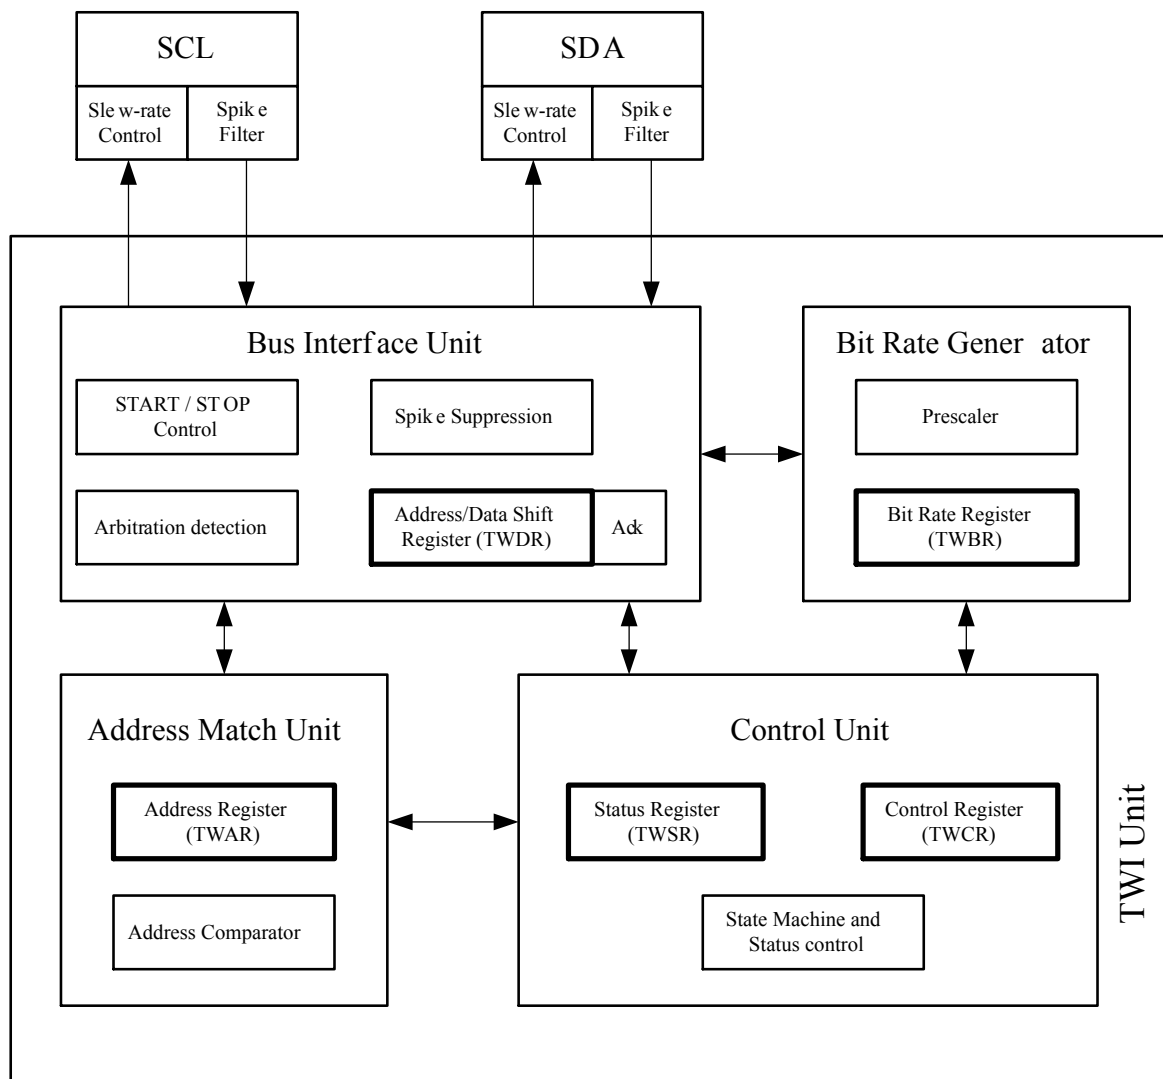 SCL
Slew-rate
Control
Spike
Filter
SDA
Slew-rate
Control
Spike
Filter
Bus Interface Unit
START / STOP
Control
Spike Suppression
Arbitration detection
Address/Data Shift
Register (TWDR)
Ack
Bit Rate Generator
Prescaler
Bit Rate Register
(TWBR)
Address Match Unit
Address Register
(TWAR)
Address Comparator
Control Unit
Status Register
(TWSR)
Control Register
(TWCR)
State Machine and
Status control
TWI Unit